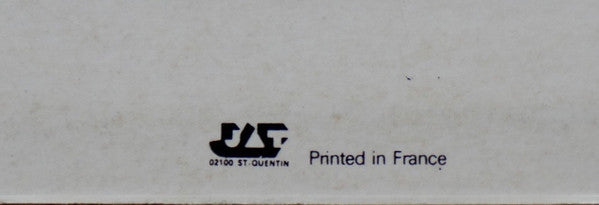 02100 ST-QUENTIN
Printed in France